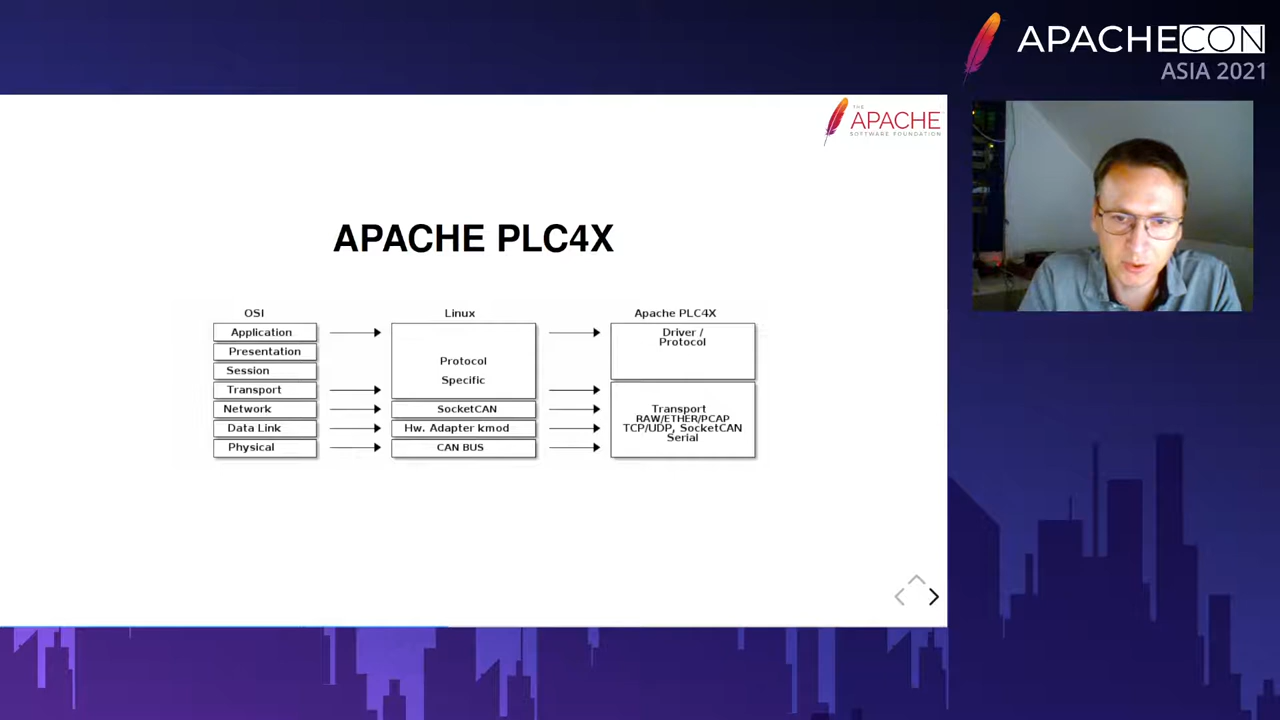 APACHECON
ASIA 2021
THE
APACHE
SOFTWARE FOUNDATION
APACHE PLC4X
OSI
Application
Presentation
Session
Transport
Network
Data Link
Physical
Linux
Protocol
Specific
SocketCAN
Hw. Adapter kmod
CAN BUS
Apache PLC4X
Driver /
Protocol
Transport
RAW/ETHER/PCAP
TCP/UDP, SocketCAN
Serial